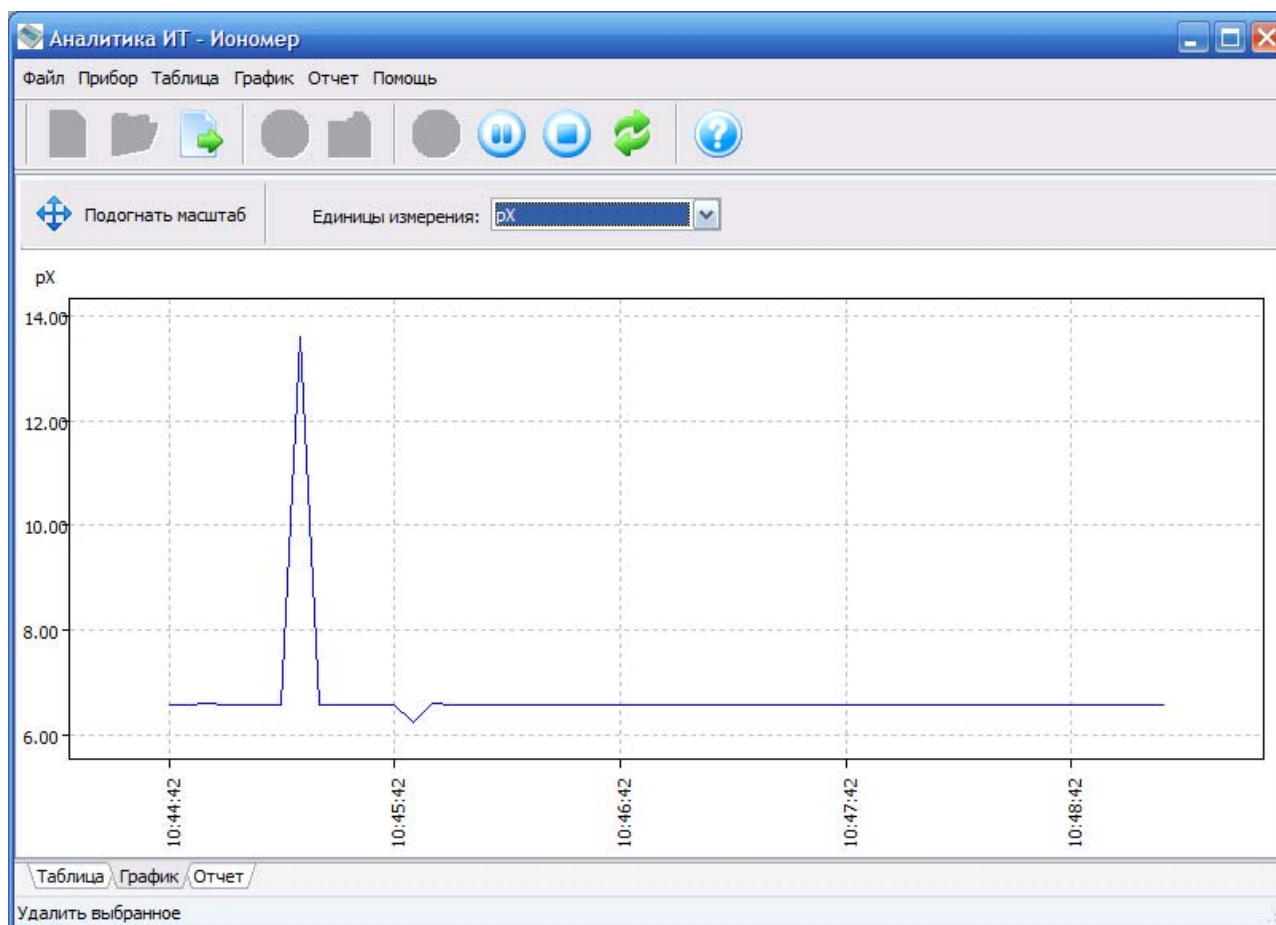 Аналитика ИТ - Иономер
Файл Прибор Таблица График Отчет Помощь
Подогнать масштаб Единицы измерения: pX
pX
14.00
12.00
10.00
8.00
6.00
10:44:42 10:45:42 10:46:42 10:47:42 10:48:42
Таблица График Отчет
Удалить выбранное